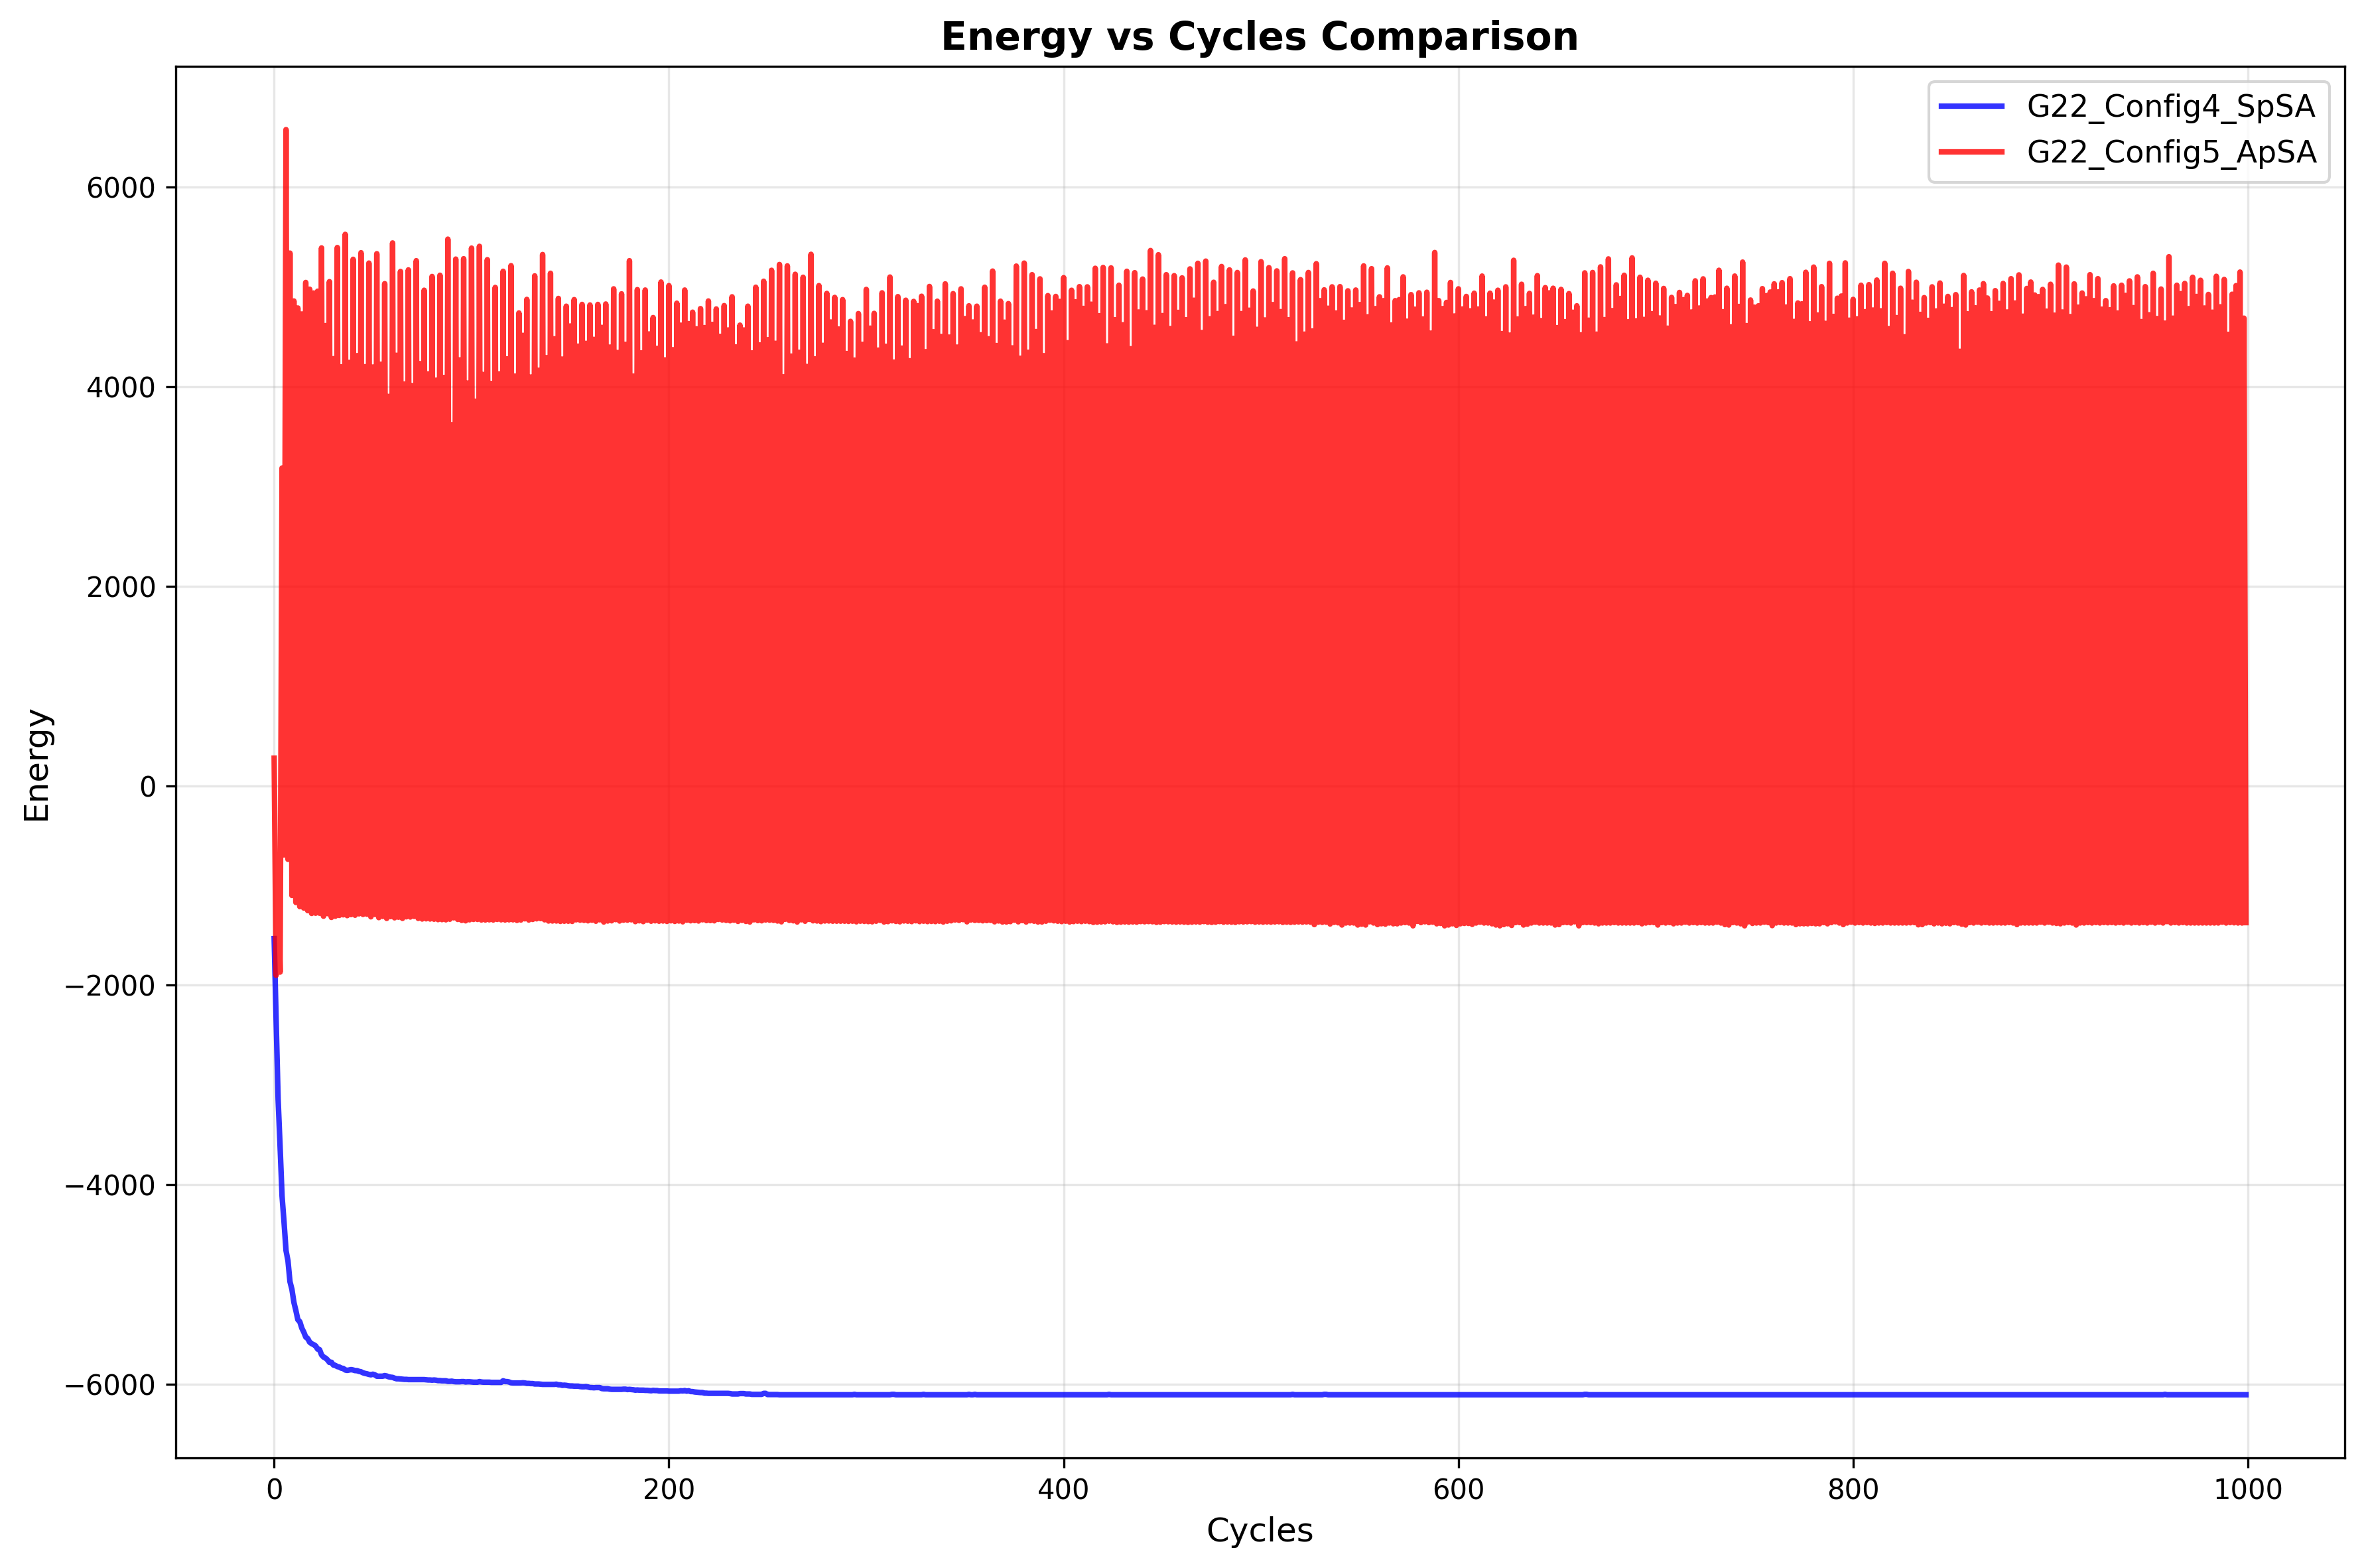 Energy vs Cycles Comparison
G22_Config4_SpSA
G22_Config5_ApSA
6000
4000
2000
0
−2000
−4000
−6000
Energy
0
200
400
600
800
1000
Cycles